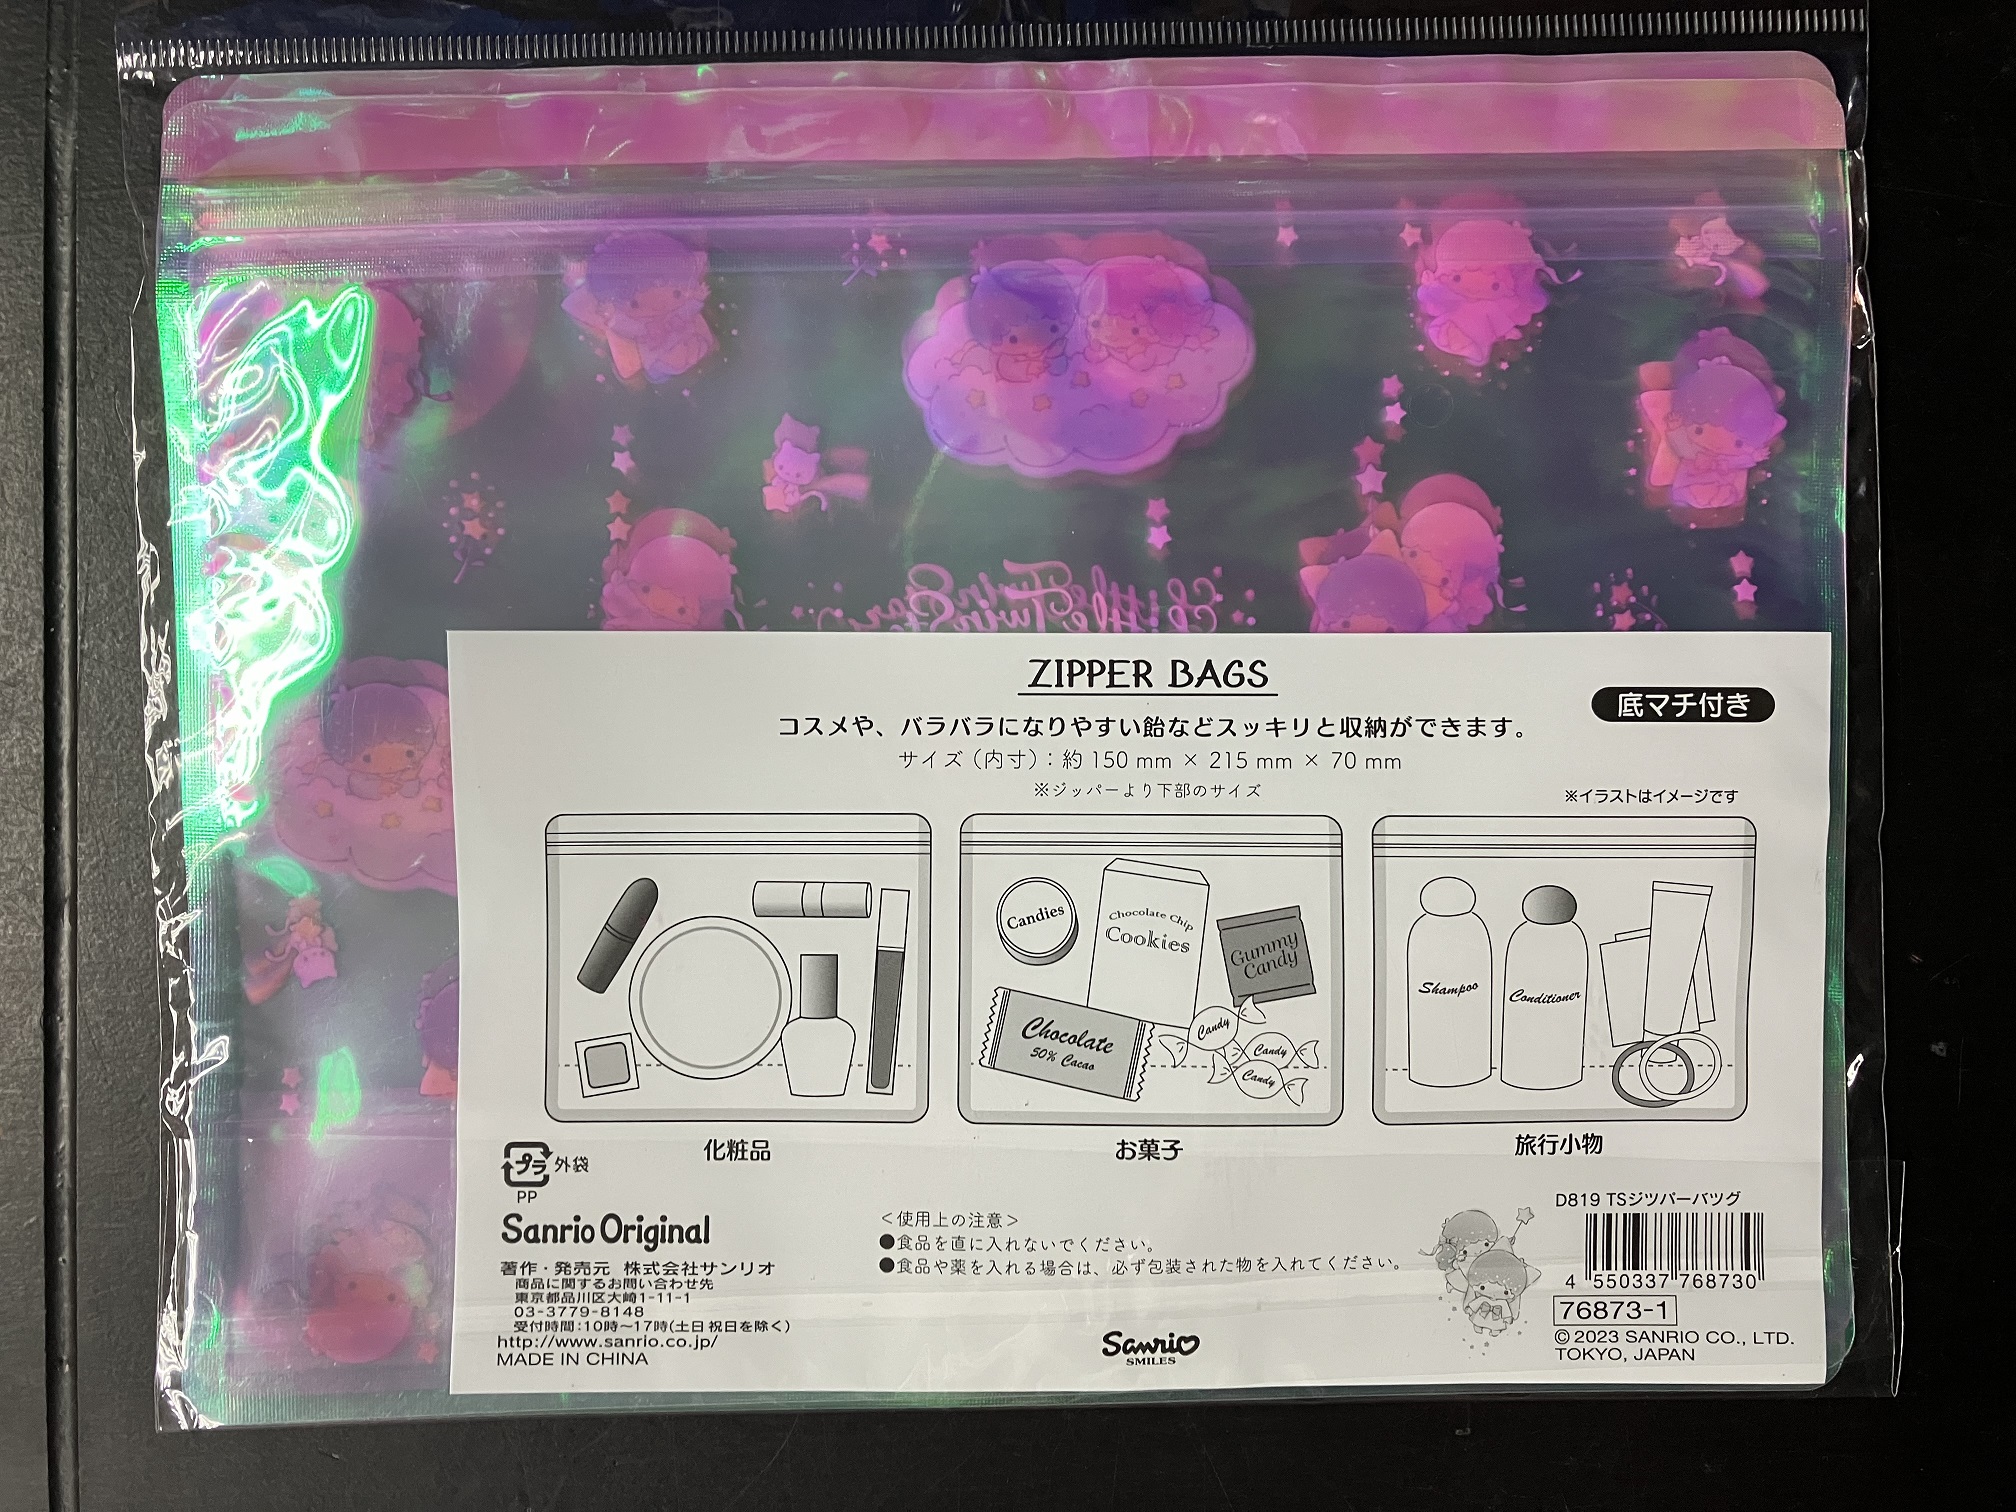 Little Twin Stars
ZIPPER BAGS
底マチ付き
コスメや、バラバラになりやすい飴などスッキリと収納ができます。
サイズ（内寸）：約 150 mm × 215 mm × 70 mm
※ジッパーより下部のサイズ
※イラストはイメージです
Candies
Chocolate Chip
Cookies
Gummy
Candy
Chocolate
50% Cacao
Candy
Candy
Candy
Shampoo
Conditioner
化粧品
お菓子
旅行小物
プラ 外袋
PP
Sanrio Original
著作・発売元 株式会社サンリオ
商品に関するお問い合わせ先
東京都品川区大崎1-11-1
03-3779-8148
受付時間：10時～17時(土日祝日を除く)
http://www.sanrio.co.jp/
MADE IN CHINA
＜使用上の注意＞
●食品を直に入れないでください。
●食品や薬を入れる場合は、必ず包装された物を入れてください。
Sanrio
SMILES
D819 TSジツパーバツグ
4 550337 768730
76873-1
© 2023 SANRIO CO., LTD.
TOKYO, JAPAN